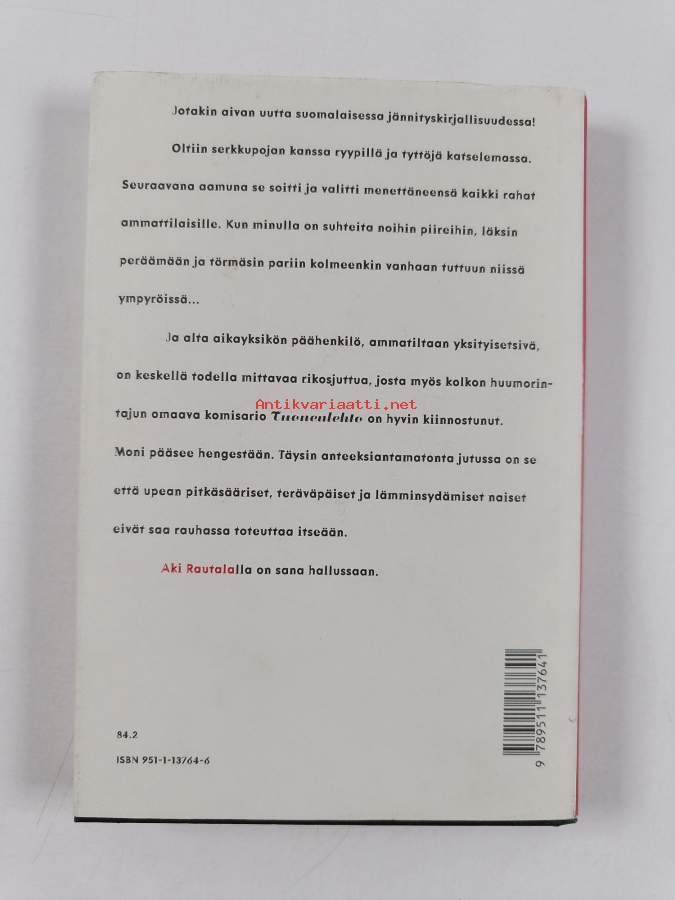 Jotakin aivan uutta suomalaisessa jännityskirjallisuudessa!
Oltiin serkkupojan kanssa ryypillä ja tyttöjä katselemassa.
Seuraavana aamuna se soitti ja valitti menettäneensä kaikki rahat
ammattilaisille. Kun minulla on suhteita noihin piireihin, läksin
peräämään ja törmäsin pariin kolmeenkin vanhaan tuttuun niissä
ympyröissä...
Ja alta aikayksikön päähenkilö, ammatiltaan yksityisetsivä,
on keskellä todella mittavaa rikosjuttua, josta myös kolkon huumorin-
Antikvariaatti.net
tajun omaava komisario Tuonenlehto on hyvin kiinnostunut.
Moni pääsee hengestään. Täysin anteeksiantamatonta jutussa on se
että upean pitkäsääriset, teräväpäiset ja lämminsydämiset naiset
eivät saa rauhassa toteuttaa itseään.
Aki Rautalalla on sana hallussaan.
84.2
ISBN 951-1-13764-6
9 789511 137641